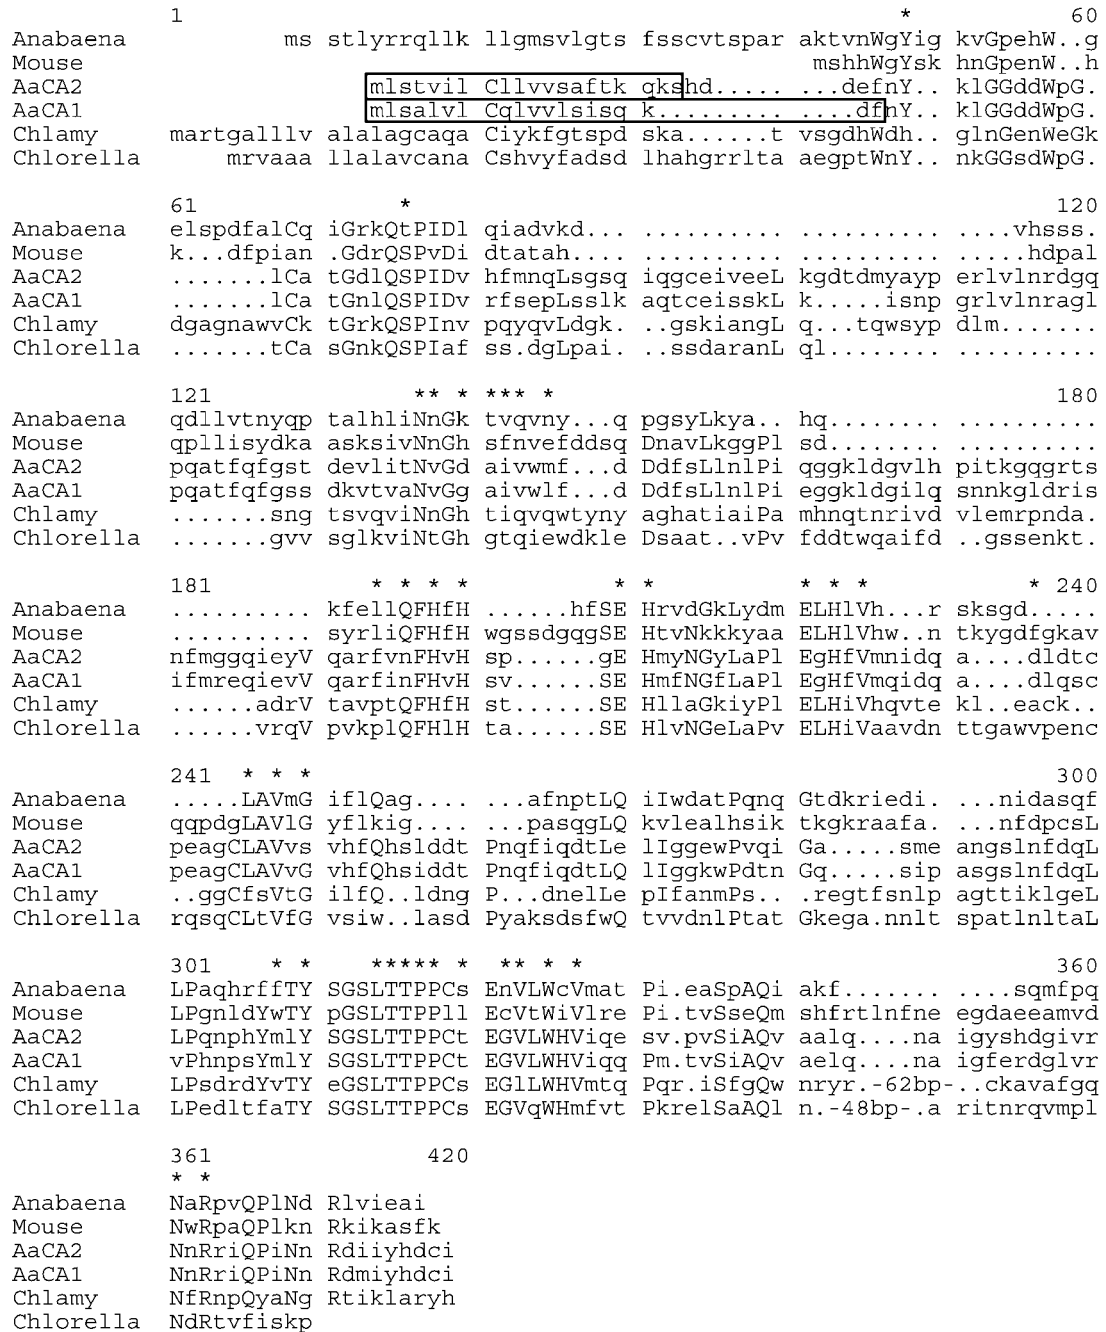 1 * 60
Anabaena ms stlyrrqllk llgmsvlgts fsscvtspar aktvnWgYig kvGpehW..g
Mouse mshhWgYsk hnGpenW..h
AaCA2 mlstvil Cllvvsaftk qkshd..... ...defnY.. klGGddWpG.
AaCA1 mlsalvl Cqlvvlsisq k......... .....dfnY.. klGGddWpG.
Chlamy martgalllv alalagcaqa Ciykfgtspd ska......t vsgdhWdh.. glnGenWeGk
Chlorella mrvaaa llalavcana Cshvyfadsd lhahgrrlta aegptWnY.. nkGGsdWpG.
61 * 120
Anabaena elspdfalCq iGrkQtPIDl qiadvkd... .......... .......... .....vhsss.
Mouse k...dfpian .GdrQSPvDi dtatah.... .......... .......... .....hdpal
AaCA2 .......lCa tGdlQSPIDv hfmnqLsgsq iqgceiveeL kgdtdmyayp erlvlnrdgq
AaCA1 .......lCa tGnlQSPIDv rfsepLsslk aqtceisskL k.....isnp grlvlnragl
Chlamy dgagnawvCk tGrkQSPInv pqyqvLdgk. ..gskiangL q...tqwsyp dlm.......
Chlorella .......tCa sGnkQSPIaf ss.dgLpai. ..ssdaranL ql........ ..........
121 ** * *** * 180
Anabaena qdllvtnyqp talhliNnGk tvqvny...q pgsyLkya.. hq........ ..........
Mouse qpllisydka asksivNnGh sfnvefddsq DnavLkggPl sd........ ..........
AaCA2 pqatfqfgst devlitNvGd aivwmf...d DdfsLlnlPi qggkldgvlh pitkgqgrts
AaCA1 pqatfqfgss dkvtvaNvGg aivwlf...d DdfsLlnlPi eggkldgilq snnkgldris
Chlamy .......sng tsvqviNnGh tiqvqwtyny aghatiaiPa mhnqtnrivd vlemrpnda.
Chlorella .......gvv sglkviNtGh gtqiewdkle Dsaat..vPv fddtwqaifd ..gssenkt.
181 * * * * * * * * * * 240
Anabaena .......... kfellQFHfH ......hfSE HrvdGkLydm ELHlVh...r sksgd.....
Mouse .......... syrliQFHfH wgssdgqgSE HtvNkkkyaa ELHlVhw..n tkygdfgkav
AaCA2 nfmggqieyV qarfvnFHvH sp......gE HmyNGyLaPl EgHfVmnidq a....dldtc
AaCA1 ifmreqievV qarfinFHvH sv......SE HmfNGfLaPl EgHfVmqidq a....dlqsc
Chlamy ......adrV tavptQFHfH st......SE HllaGkiyPl ELHiVhqvte kl..eack..
Chlorella ......vrqV pvkplQFHlH ta......SE HlvNGeLaPv ELHiVaavdn ttgawvpenc
241 * * * 300
Anabaena .....LAVmG iflQag.... ...afnptLQ iIwdatPqnq Gtdkriedi. ...nidasqf
Mouse qqpdgLAVlG yflkig.... ...pasqgLQ kvlealhsik tkgkraafa. ...nfdpcsL
AaCA2 peagCLAVvs vhfQhslddt PnqfiqdtLe lIggewPvqi Ga.....sme angslnfdqL
AaCA1 peagCLAVvG vhfQhsiddt PnqfiqdtLQ lIggkwPdtn Gq.....sip asgslnfdqL
Chlamy ..ggCfsVtG ilfQ..ldng P..dnelLep Ifanm​Ps.. .regtfsnlp agttiklgeL
Chlorella rqsqCLtVfG vsiw..lasd PyaksdsfwQ tvvdnlPtat Gkega.nnlt spatlnltaL
301 * * ***** * ** * * 360
Anabaena LPaqhrffTY SGSLTTPPCs EnVLWcVmat Pi.eaSpAQi akf....... ....sqmfpq
Mouse LPgnldYwTY pGSLTTPPll EcVtWiVlre Pi.tvSseQm shfrtlnfne egdaeeamvd
AaCA2 LPqnphYmlY SGSLTTPPCt EGVLWHViqe sv.pvSiAQv aalq....na igyshdgivr
AaCA1 vPhnpsYmlY SGSLTTPPCt EGVLWHViqq Pm.tvSiAQv aelq....na igferdglvr
Chlamy LPsdrdYvTY eGSLTTPPCs EGlLWHVmtq Pqr.iSfgQw nryr.-62bp-..ckavafgq
Chlorella LPedltfaTY SGSLTTPPCs EGVqWHmfvt PkrelSaAQl n.-48bp-.a ritnrqvmpl
361 420
* *
Anabaena NaRpvQPlNd Rlvieai
Mouse NwRpaQPlkn Rkikasfk
AaCA2 NnRriQPiNn Rdiiyhdci
AaCA1 NnRriQPiNn Rdmiyhdci
Chlamy NfRnpQyaNg Rtiklaryh
Chlorella NdRtvfiskp